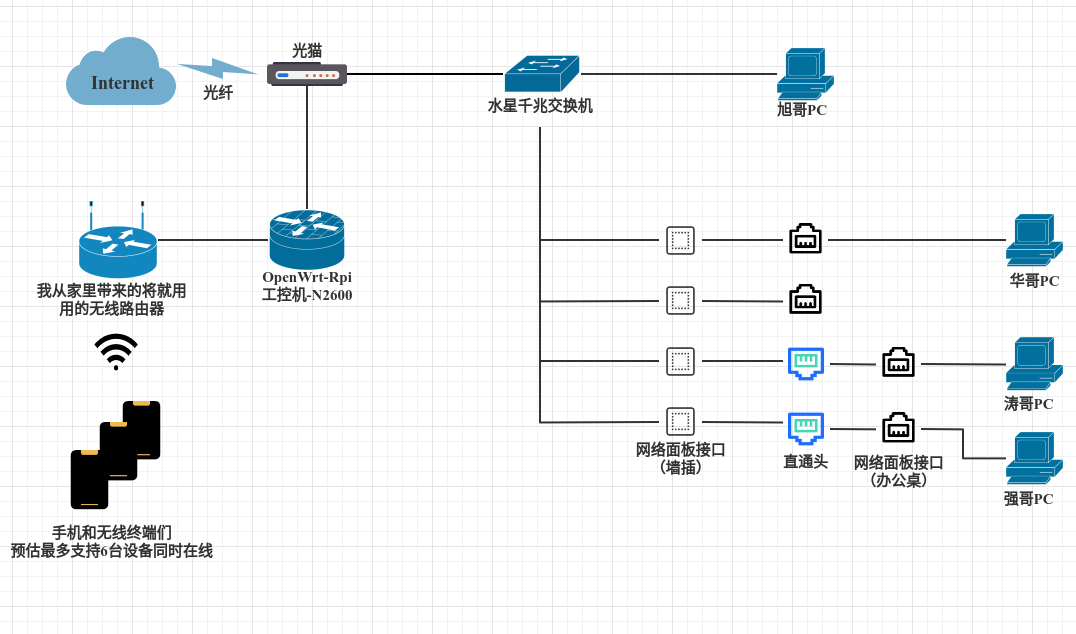 Internet
光纤
光猫
水星千兆交换机
旭哥PC
OpenWrt-Rpi
工控机-N2600
我从家里带来的将就用
用的无线路由器
华哥PC
涛哥PC
网络面板接口
（墙插）
直通头
网络面板接口
（办公桌）
强哥PC
手机和无线终端们
预估最多支持6台设备同时在线